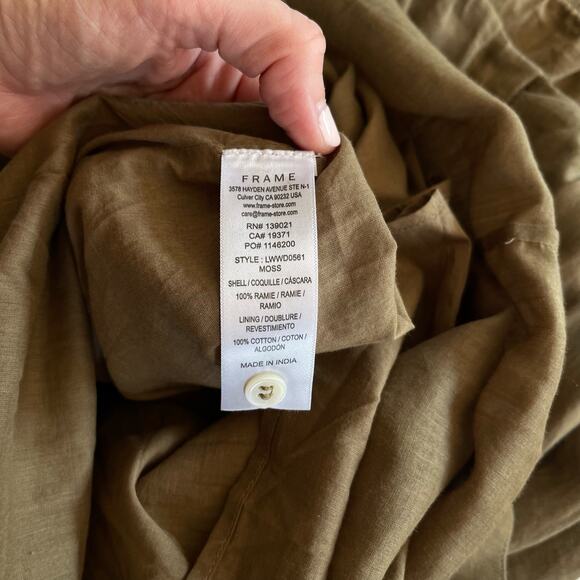 FRAME
3578 HAYDEN AVENUE STE N-1
Culver City CA 90232 USA
www.frame-store.com
care@frame-store.com
RN# 139021
CA# 19371
PO# 1146200
STYLE : LWWD0561
MOSS
SHELL / COQUILLE / CÁSCARA
100% RAMIE / RAMIE /
RAMIO
LINING / DOUBLURE /
REVESTIMIENTO
100% COTTON / COTON /
ALGODÓN
MADE IN INDIA